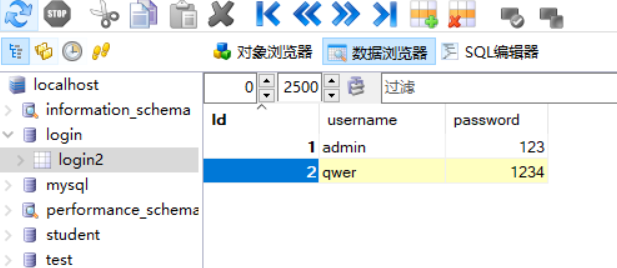 对象浏览器 数据浏览器 SQL编辑器
localhost
information_schema
login
login2
mysql
performance_schema
student
test
0 2500 过滤
Id username password
1 admin 123
2 qwer 1234